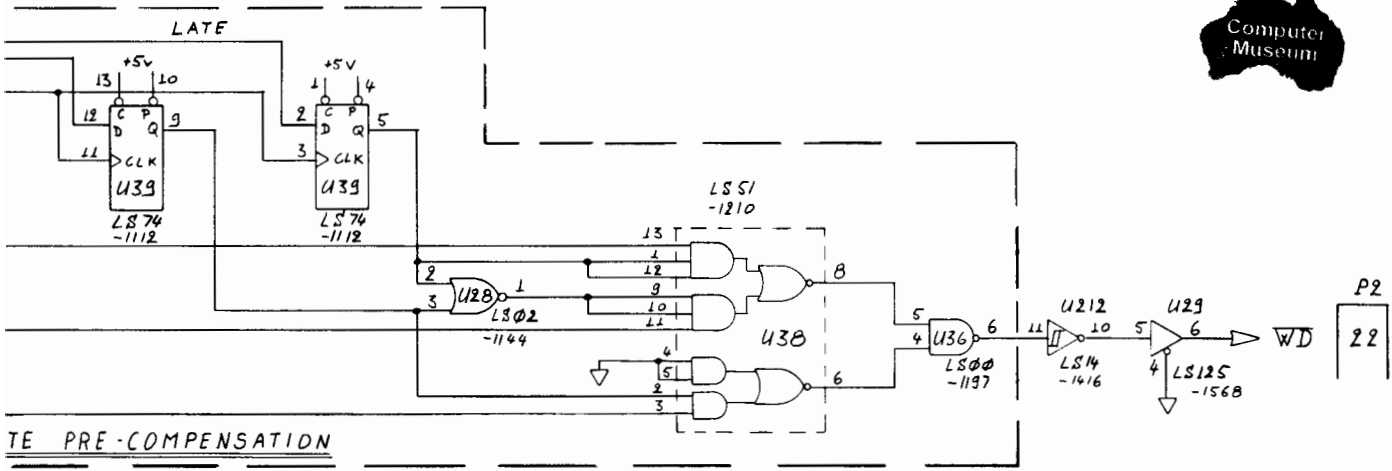 LATE
Computer
Museum
+5v
13 10
C P
12 D Q 9
11 CLK
U39
LS74
-1112
+5v
1 4
C P
2 D Q 5
3 CLK
U39
LS74
-1112
LS51
-1210
13
1
12
9
10
11
8
U38
4
5
2
3
6
2
3
U28
1
LSØ2
-1144
5
4
U36
6
LSØØ
-1197
U212
11 10
LS14
-1416
U29
5 6
4
LS125
-1568
WD
P2
22
TE PRE-COMPENSATION